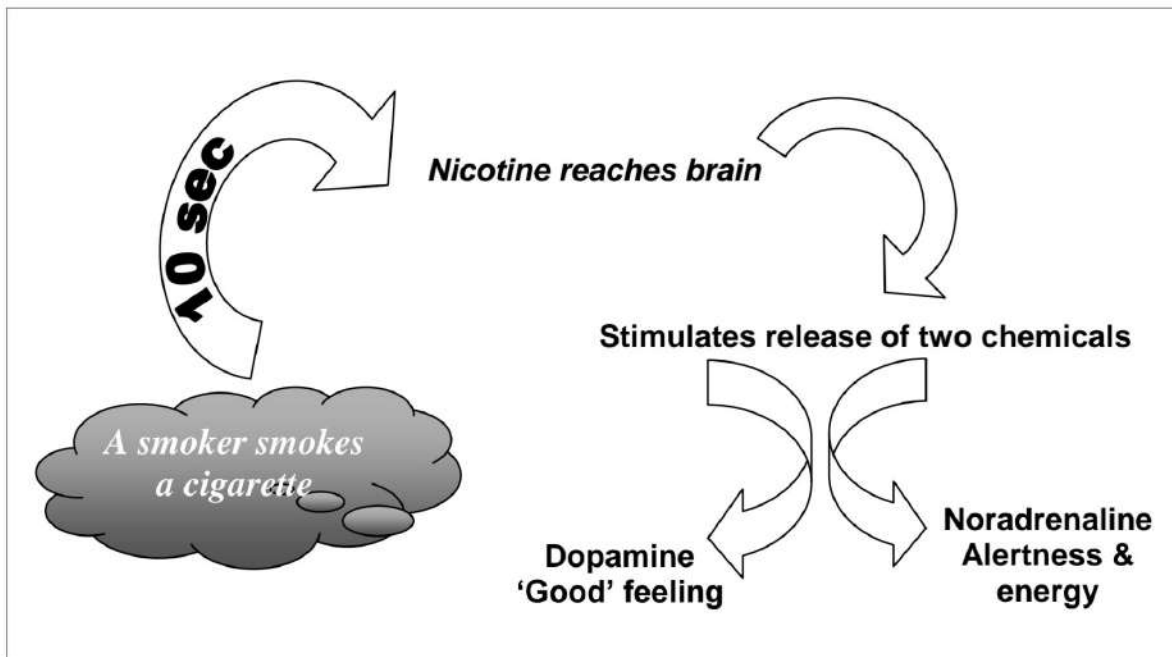 A smoker smokes
a cigarette
10 sec
Nicotine reaches brain
Stimulates release of two chemicals
Dopamine
‘Good’ feeling
Noradrenaline
Alertness &
energy